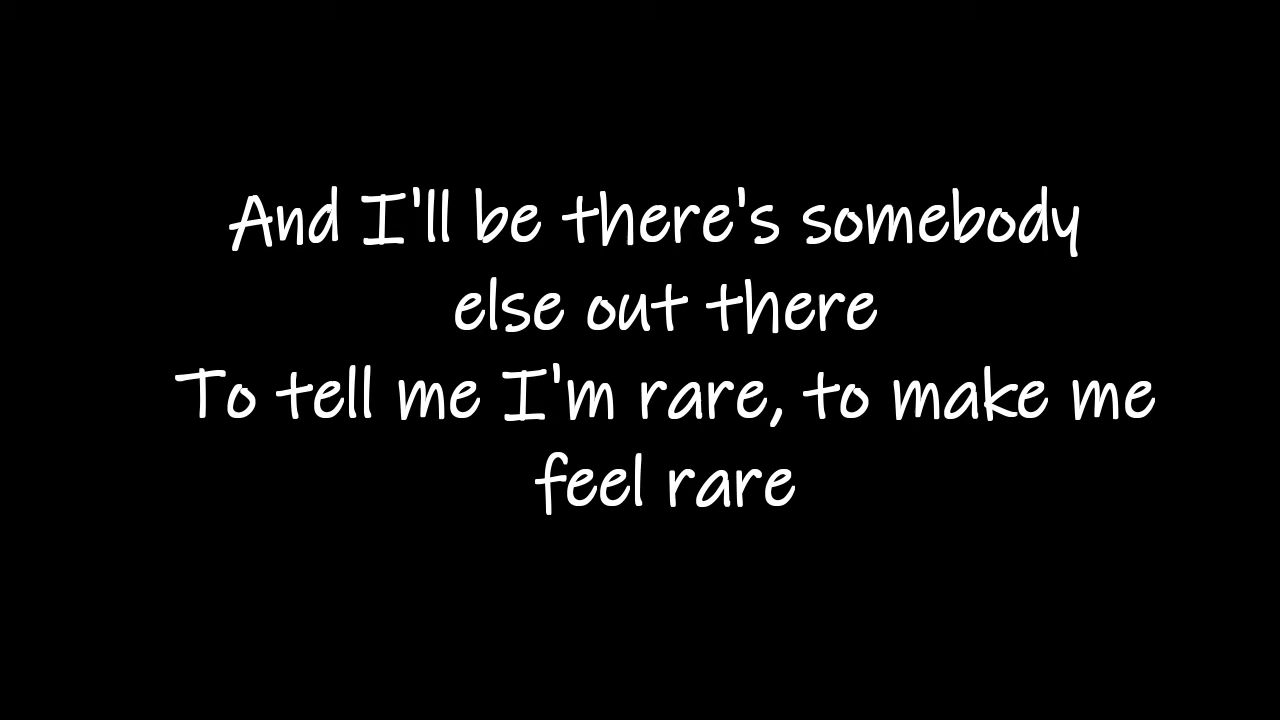 And I'll be there's somebody
else out there
To tell me I'm rare, to make me
feel rare